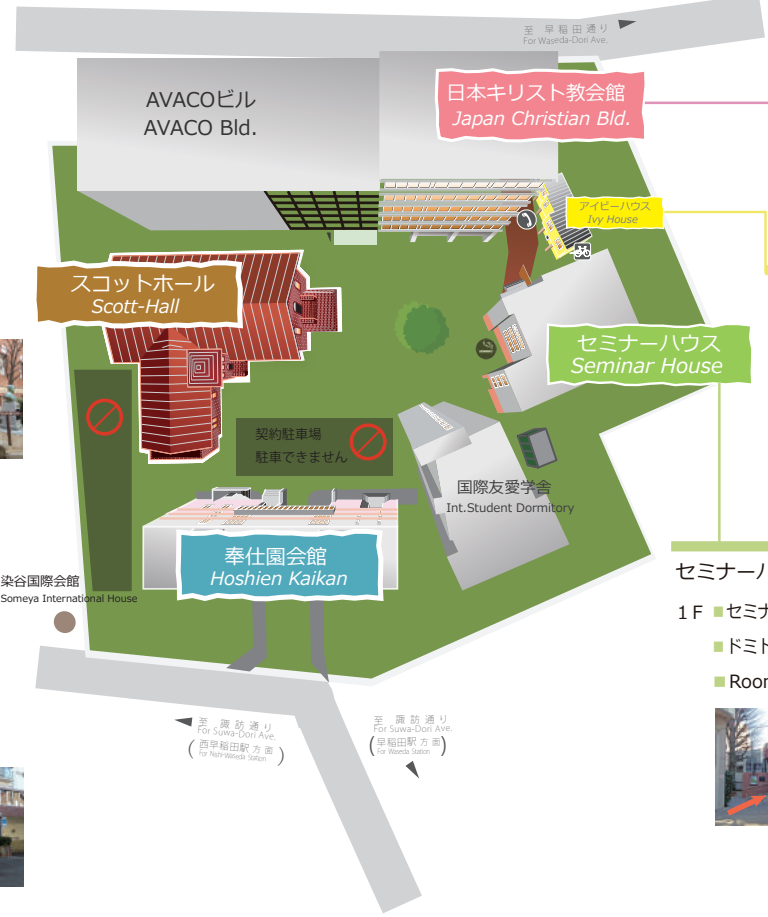 至 早稲田通り
For Waseda-Dori Ave.
AVACOビル
AVACO Bld.
日本キリスト教会館
Japan Christian Bld.
アイビーハウス
Ivy House
スコットホール
Scott-Hall
セミナーハウス
Seminar House
契約駐車場
駐車できません
国際友愛学舎
Int.Student Dormitory
奉仕園会館
Hoshien Kaikan
染谷国際会館
Someya International House
セミナーハ
1F ■セミナ
■ドミト
■Room
至 諏訪通り
For Suwa-Dori Ave.
(西早稲田駅方面)
For Nishi-Waseda Station
至 諏訪通り
For Suwa-Dori Ave.
(早稲田駅方面)
For Waseda Station